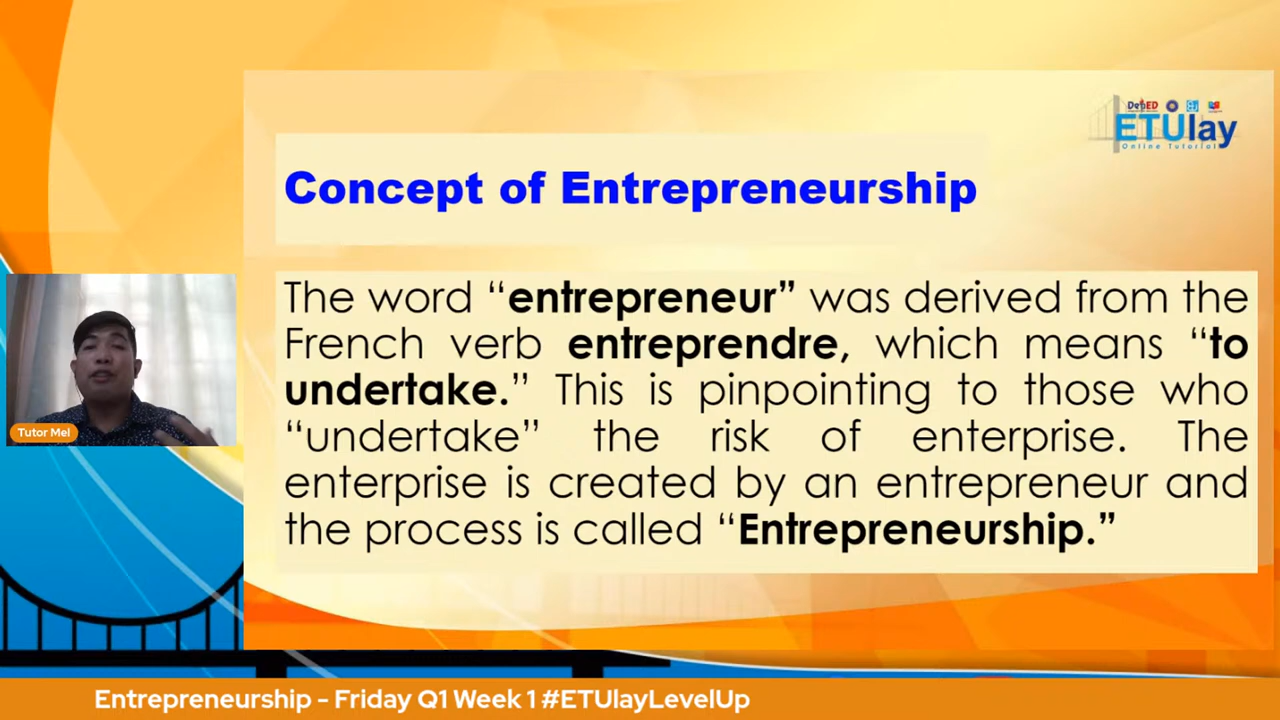 DepED
ETUlay
Online Tutorial
Concept of Entrepreneurship
The word “entrepreneur” was derived from the
French verb entreprendre, which means “to
undertake.” This is pinpointing to those who
“undertake” the risk of enterprise. The
enterprise is created by an entrepreneur and
the process is called “Entrepreneurship.”
Tutor Mel
Entrepreneurship – Friday Q1 Week 1 #ETUlayLevelUp